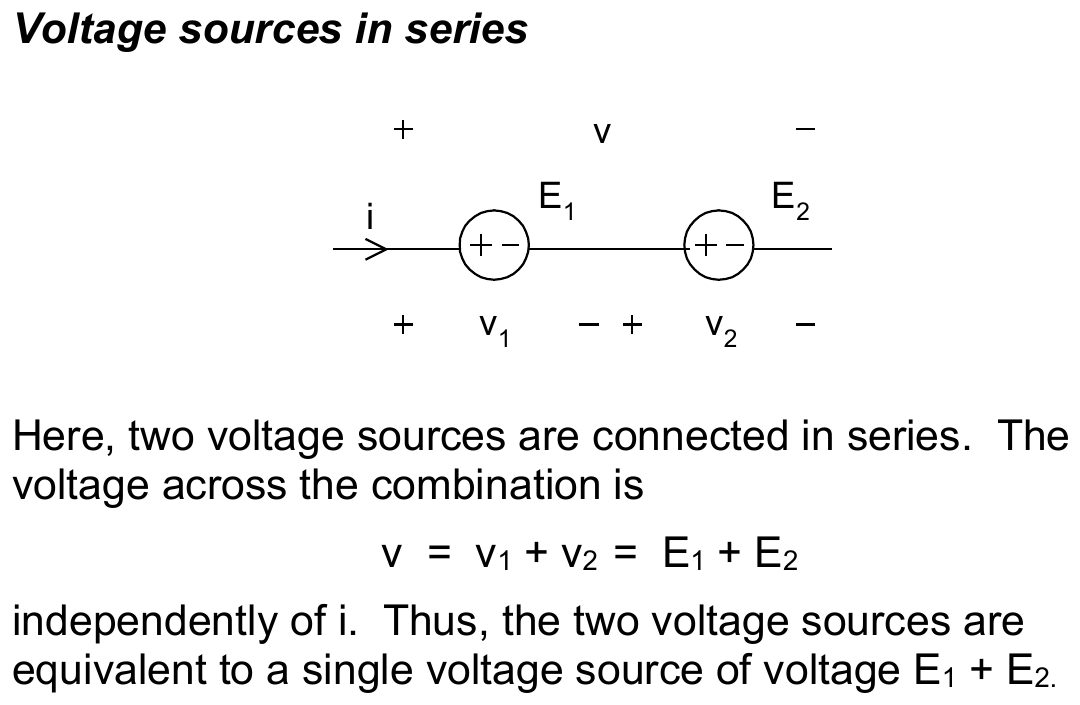 Voltage sources in series
+ v −
E₁ E₂
i
+ − + −
+ v₁ − + v₂ −
Here, two voltage sources are connected in series. The
voltage across the combination is
v = v₁ + v₂ = E₁ + E₂
independently of i. Thus, the two voltage sources are
equivalent to a single voltage source of voltage E₁ + E₂.